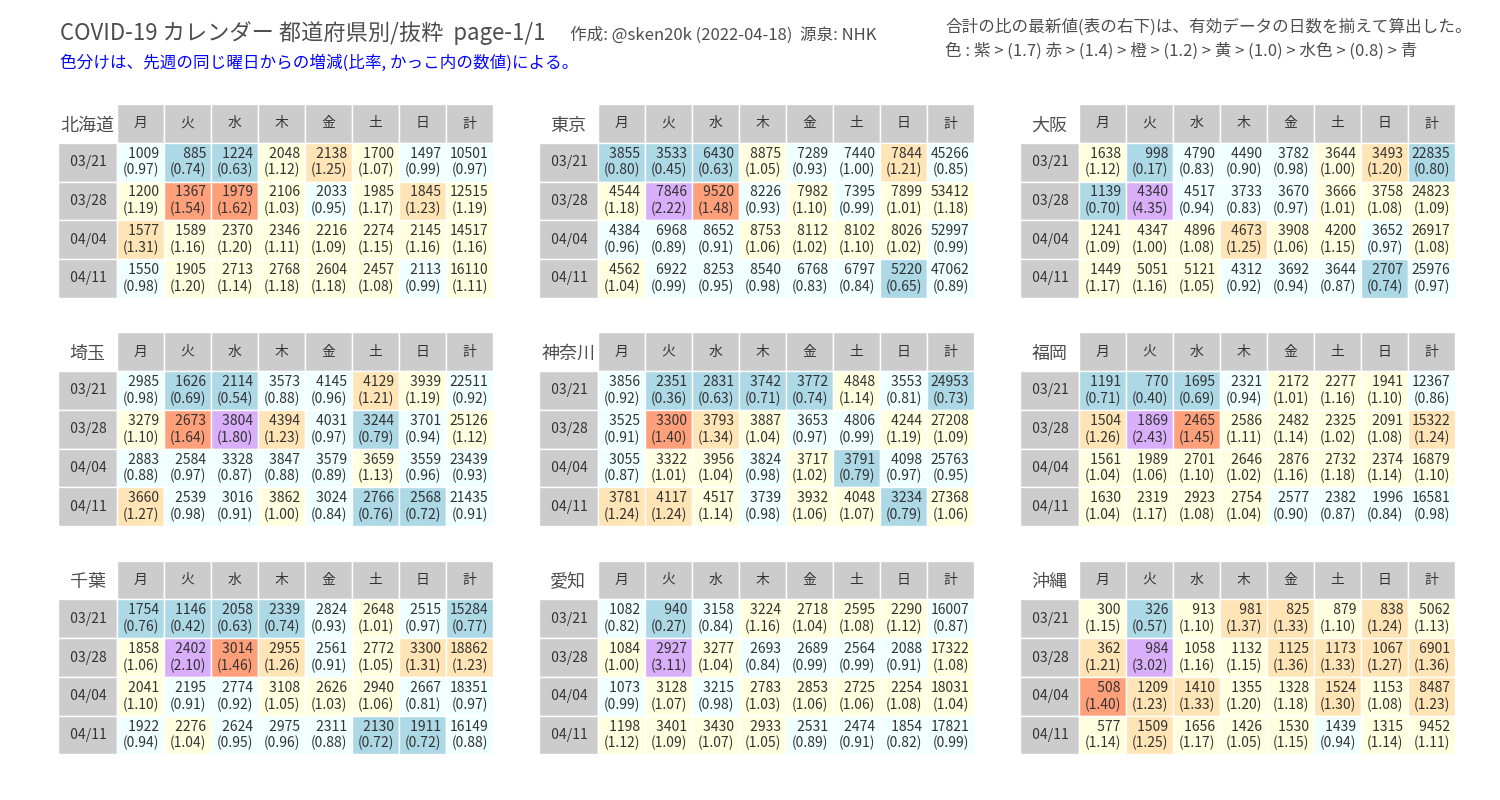 COVID-19 カレンダー 都道府県別/抜粋 page-1/1 作成: @sken20k (2022-04-18) 源泉: NHK
合計の比の最新値(表の右下)は、有効データの日数を揃えて算出した。
色分けは、先週の同じ曜日からの増減(比率, かっこ内の数値)による。
色 : 紫 > (1.7) 赤 > (1.4) > 橙 > (1.2) > 黄 > (1.0) > 水色 > (0.8) > 青
北海道 月 火 水 木 金 土 日 計
03/21 1009 885 1224 2048 2138 1700 1497 10501
(0.97) (0.74) (0.63) (1.12) (1.25) (1.07) (0.99) (0.97)
03/28 1200 1367 1979 2106 2033 1985 1845 12515
(1.19) (1.54) (1.62) (1.03) (0.95) (1.17) (1.23) (1.19)
04/04 1577 1589 2370 2346 2216 2274 2145 14517
(1.31) (1.16) (1.20) (1.11) (1.09) (1.15) (1.16) (1.16)
04/11 1550 1905 2713 2768 2604 2457 2113 16110
(0.98) (1.20) (1.14) (1.18) (1.18) (1.08) (0.99) (1.11)
東京 月 火 水 木 金 土 日 計
03/21 3855 3533 6430 8875 7289 7440 7844 45266
(0.80) (0.45) (0.63) (1.05) (0.93) (1.00) (1.21) (0.85)
03/28 4544 7846 9520 8226 7982 7395 7899 53412
(1.18) (2.22) (1.48) (0.93) (1.10) (0.99) (1.01) (1.18)
04/04 4384 6968 8652 8753 8112 8102 8026 52997
(0.96) (0.89) (0.91) (1.06) (1.02) (1.10) (1.02) (0.99)
04/11 4562 6922 8253 8540 6768 6797 5220 47062
(1.04) (0.99) (0.95) (0.98) (0.83) (0.84) (0.65) (0.89)
大阪 月 火 水 木 金 土 日 計
03/21 1638 998 4790 4490 3782 3644 3493 22835
(1.12) (0.17) (0.83) (0.90) (0.98) (1.00) (1.20) (0.80)
03/28 1139 4340 4517 3733 3670 3666 3758 24823
(0.70) (4.35) (0.94) (0.83) (0.97) (1.01) (1.08) (1.09)
04/04 1241 4347 4896 4673 3908 4200 3652 26917
(1.09) (1.00) (1.08) (1.25) (1.06) (1.15) (0.97) (1.08)
04/11 1449 5051 5121 4312 3692 3644 2707 25976
(1.17) (1.16) (1.05) (0.92) (0.94) (0.87) (0.74) (0.97)
埼玉 月 火 水 木 金 土 日 計
03/21 2985 1626 2114 3573 4145 4129 3939 22511
(0.98) (0.69) (0.54) (0.88) (0.96) (1.21) (1.19) (0.92)
03/28 3279 2673 3804 4394 4031 3244 3701 25126
(1.10) (1.64) (1.80) (1.23) (0.97) (0.79) (0.94) (1.12)
04/04 2883 2584 3328 3847 3579 3659 3559 23439
(0.88) (0.97) (0.87) (0.88) (0.89) (1.13) (0.96) (0.93)
04/11 3660 2539 3016 3862 3024 2766 2568 21435
(1.27) (0.98) (0.91) (1.00) (0.84) (0.76) (0.72) (0.91)
神奈川 月 火 水 木 金 土 日 計
03/21 3856 2351 2831 3742 3772 4848 3553 24953
(0.92) (0.36) (0.63) (0.71) (0.74) (1.14) (0.81) (0.73)
03/28 3525 3300 3793 3887 3653 4806 4244 27208
(0.91) (1.40) (1.34) (1.04) (0.97) (0.99) (1.19) (1.09)
04/04 3055 3322 3956 3824 3717 3791 4098 25763
(0.87) (1.01) (1.04) (0.98) (1.02) (0.79) (0.97) (0.95)
04/11 3781 4117 4517 3739 3932 4048 3234 27368
(1.24) (1.24) (1.14) (0.98) (1.06) (1.07) (0.79) (1.06)
福岡 月 火 水 木 金 土 日 計
03/21 1191 770 1695 2321 2172 2277 1941 12367
(0.71) (0.40) (0.69) (0.94) (1.01) (1.16) (1.10) (0.86)
03/28 1504 1869 2465 2586 2482 2325 2091 15322
(1.26) (2.43) (1.45) (1.11) (1.14) (1.02) (1.08) (1.24)
04/04 1561 1989 2701 2646 2876 2732 2374 16879
(1.04) (1.06) (1.10) (1.02) (1.16) (1.18) (1.14) (1.10)
04/11 1630 2319 2923 2754 2577 2382 1996 16581
(1.04) (1.17) (1.08) (1.04) (0.90) (0.87) (0.84) (0.98)
千葉 月 火 水 木 金 土 日 計
03/21 1754 1146 2058 2339 2824 2648 2515 15284
(0.76) (0.42) (0.63) (0.74) (0.93) (1.01) (0.97) (0.77)
03/28 1858 2402 3014 2955 2561 2772 3300 18862
(1.06) (2.10) (1.46) (1.26) (0.91) (1.05) (1.31) (1.23)
04/04 2041 2195 2774 3108 2626 2940 2667 18351
(1.10) (0.91) (0.92) (1.05) (1.03) (1.06) (0.81) (0.97)
04/11 1922 2276 2624 2975 2311 2130 1911 16149
(0.94) (1.04) (0.95) (0.96) (0.88) (0.72) (0.72) (0.88)
愛知 月 火 水 木 金 土 日 計
03/21 1082 940 3158 3224 2718 2595 2290 16007
(0.82) (0.27) (0.84) (1.16) (1.04) (1.08) (1.12) (0.87)
03/28 1084 2927 3277 2693 2689 2564 2088 17322
(1.00) (3.11) (1.04) (0.84) (0.99) (0.99) (0.91) (1.08)
04/04 1073 3128 3215 2783 2853 2725 2254 18031
(0.99) (1.07) (0.98) (1.03) (1.06) (1.06) (1.08) (1.04)
04/11 1198 3401 3430 2933 2531 2474 1854 17821
(1.12) (1.09) (1.07) (1.05) (0.89) (0.91) (0.82) (0.99)
沖縄 月 火 水 木 金 土 日 計
03/21 300 326 913 981 825 879 838 5062
(1.15) (0.57) (1.10) (1.37) (1.33) (1.10) (1.24) (1.13)
03/28 362 984 1058 1132 1125 1173 1067 6901
(1.21) (3.02) (1.16) (1.15) (1.36) (1.33) (1.27) (1.36)
04/04 508 1209 1410 1355 1328 1524 1153 8487
(1.40) (1.23) (1.33) (1.20) (1.18) (1.30) (1.08) (1.23)
04/11 577 1509 1656 1426 1530 1439 1315 9452
(1.14) (1.25) (1.17) (1.05) (1.15) (0.94) (1.14) (1.11)